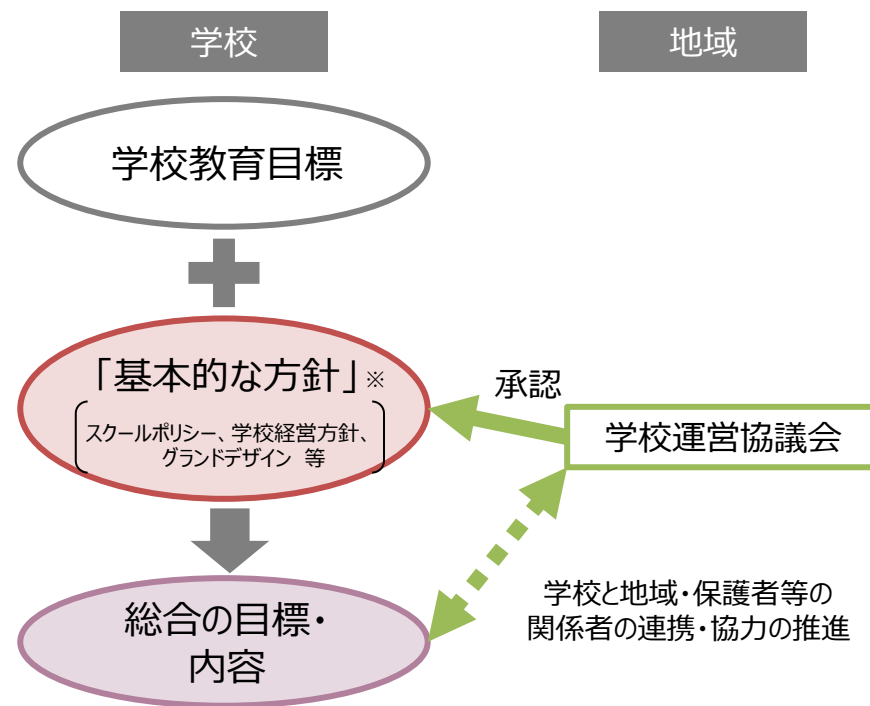 学校
地域
学校教育目標
「基本的な方針」※
スクールポリシー、学校経営方針、
グランドデザイン 等
承認
学校運営協議会
総合の目標・
内容
学校と地域・保護者等の
関係者の連携・協力の推進